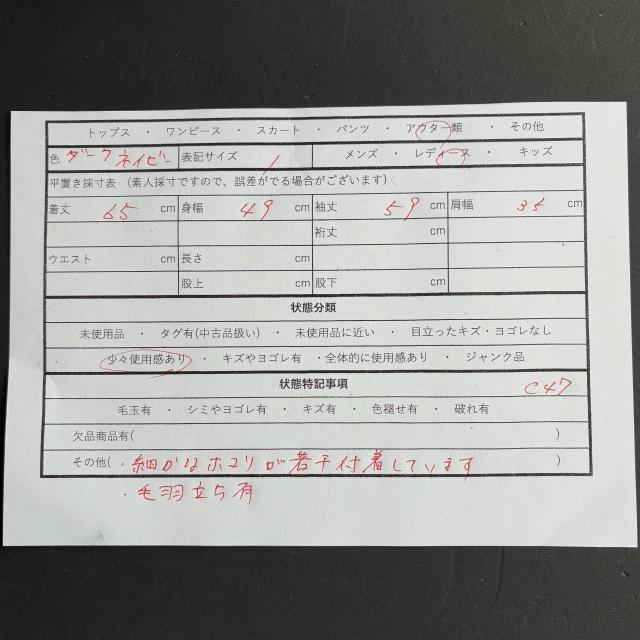 トップス ・ ワンピース ・ スカート ・ パンツ ・ アウター類 ・ その他
色 ダークネイビー 表記サイズ / メンズ ・ レディース ・ キッズ
平置き採寸表 (素人採寸ですので、誤差がでる場合がございます)
着丈 65 cm 身幅 49 cm 袖丈 59 cm 肩幅 35 cm
裄丈 cm
ウエスト cm 長さ cm
股上 cm 股下 cm
状態分類
未使用品 ・ タグ有(中古品扱い) ・ 未使用に近い ・ 目立ったキズ・ヨゴレなし
少々使用感あり ・ キズやヨゴレ有 ・全体的に使用感あり ・ ジャンク品
状態特記事項 C47
毛玉有 ・ シミやヨゴレ有 ・ キズ有 ・ 色褪せ有 ・ 破れ有
欠品商品有( )
その他( ・細かなホコリが若干付着しています )
・毛羽立ち有